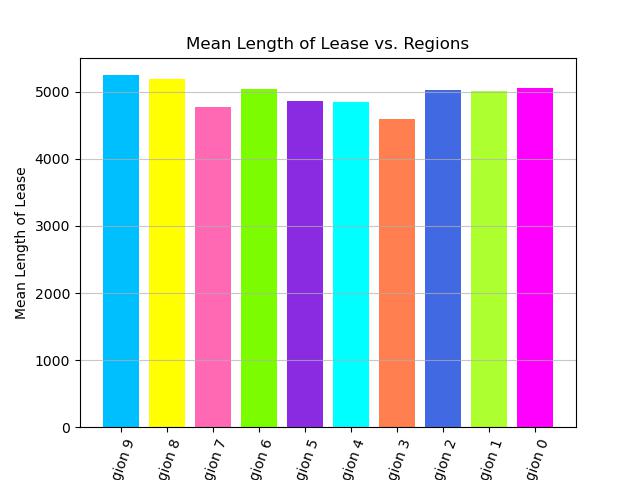 Mean Length of Lease vs. Regions
Mean Length of Lease
5000
4000
3000
2000
1000
0
gion 9
gion 8
gion 7
gion 6
gion 5
gion 4
gion 3
gion 2
gion 1
gion 0